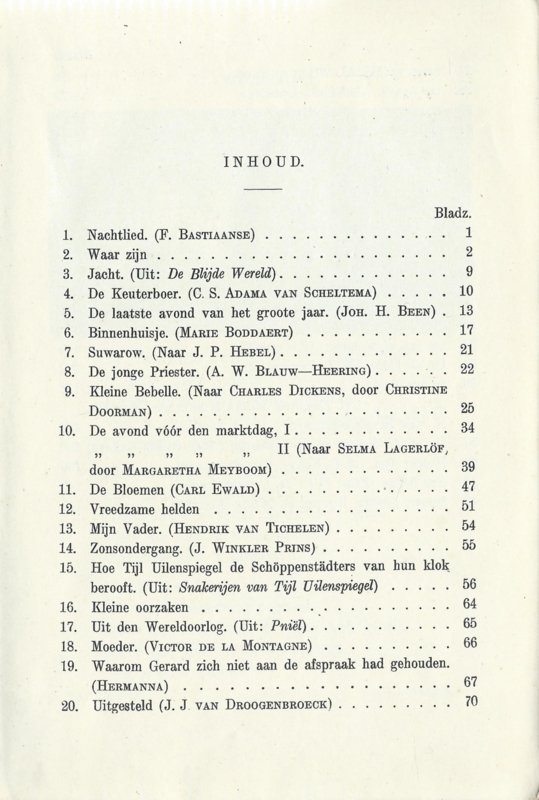 INHOUD.
Bladz.
1. Nachtlied. (F. BASTIAANSE) . . . . . . . . . . . . . . 1
2. Waar zijn . . . . . . . . . . . . . . . . . . . . . . 2
3. Jacht. (Uit: De Blijde Wereld) . . . . . . . . . . . . . 9
4. De Keuterboer. (C. S. ADAMA VAN SCHELTEMA) . . . . . 10
5. De laatste avond van het groote jaar. (JOH. H. BEEN) . 13
6. Binnenhuisje. (MARIE BODDAERT) . . . . . . . . . . . 17
7. Suwarow. (Naar J. P. HEBEL) . . . . . . . . . . . . . 21
8. De jonge Priester. (A. W. BLAUW—HEERING) . . . . . . 22
9. Kleine Bebelle. (Naar CHARLES DICKENS, door CHRISTINE
DOORMAN) . . . . . . . . . . . . . . . . . . . . . . 25
10. De avond vóór den marktdag, I . . . . . . . . . . . . 34
„ „ „ „ „ II (Naar SELMA LAGERLÖF,
door MARGARETHA MEYBOOM) . . . . . . . . . . . . . 39
11. De Bloemen (CARL EWALD) . . . . . . . . . . . . . . 47
12. Vreedzame helden . . . . . . . . . . . . . . . . . . 51
13. Mijn Vader. (HENDRIK VAN TICHELEN) . . . . . . . . . 54
14. Zonsondergang. (J. WINKLER PRINS) . . . . . . . . . . 55
15. Hoe Tijl Uilenspiegel de Schöppenstädters van hun klok
berooft. (Uit: Snakerijen van Tijl Uilenspiegel) . . . . . 56
16. Kleine oorzaken . . . . . . . . . . . . . . . . . . . 64
17. Uit den Wereldoorlog. (Uit: Pniël) . . . . . . . . . . . 65
18. Moeder. (VICTOR DE LA MONTAGNE) . . . . . . . . . . 66
19. Waarom Gerard zich niet aan de afspraak had gehouden.
(HERMANNA) . . . . . . . . . . . . . . . . . . . . . 67
20. Uitgesteld (J. J. VAN DROOGENBROECK) . . . . . . . . . 70